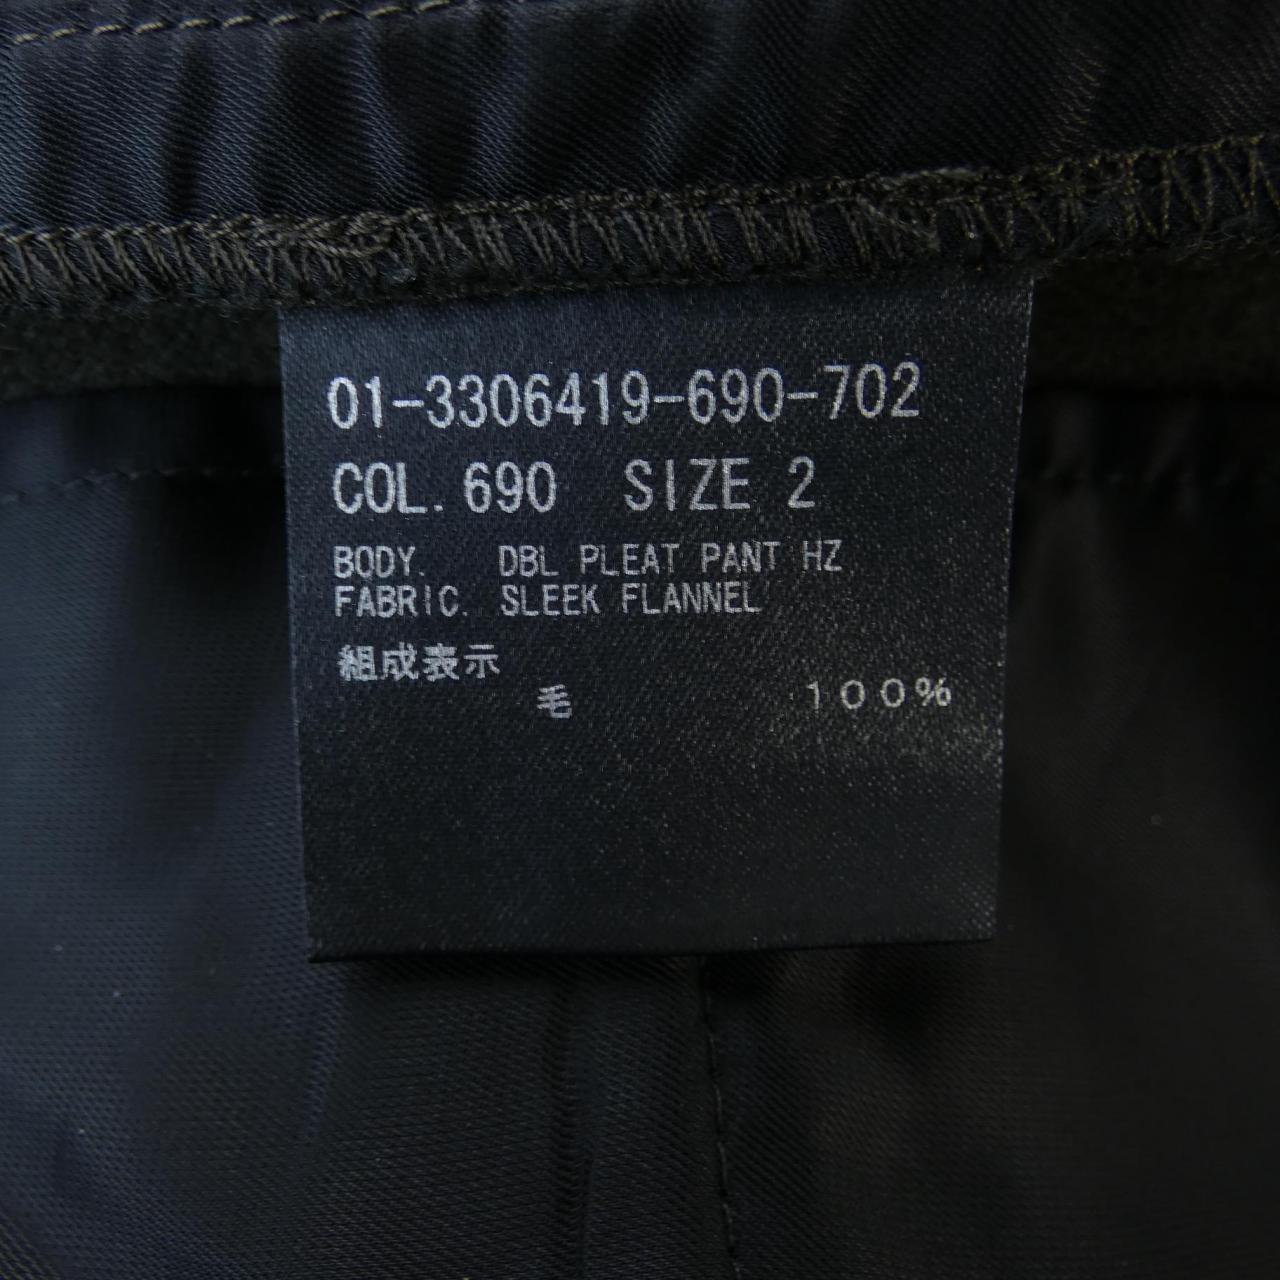 01-3306419-690-702
COL. 690 SIZE 2
BODY. DBL PLEAT PANT HZ
FABRIC. SLEEK FLANNEL
組成表示
毛 100%